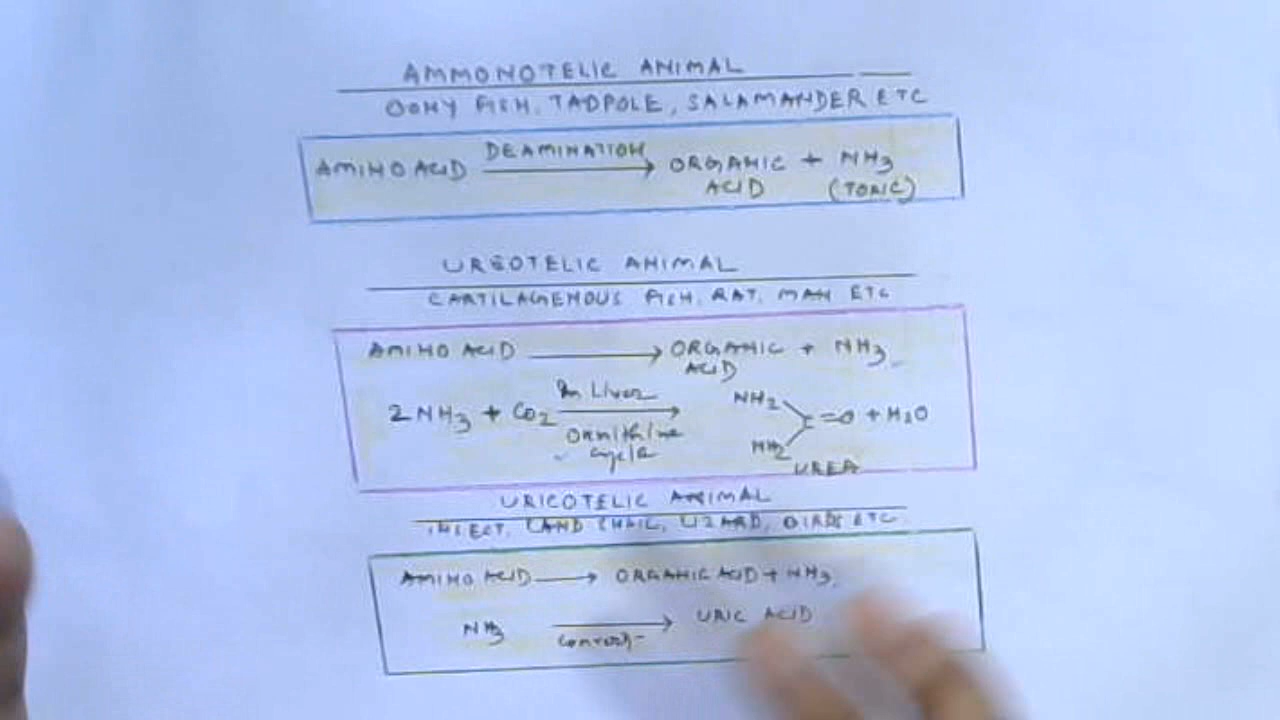 AMMONOTELIC ANIMAL
BONY FISH, TADPOLE, SALAMANDER ETC
AMINO ACID DEAMINATION → ORGANIC ACID + NH3 (TOXIC)
UREOTELIC ANIMAL
CARTILAGENOUS FISH, RAT, MAN ETC
AMINO ACID → ORGANIC ACID + NH3
2NH3 + CO2 In Liver → Ornithine cycle NH2 NH2 C=O + H2O
UREA
URICOTELIC ANIMAL
INSECT, LAND SNAIL, LIZARD, BIRDS ETC
AMINO ACID → ORGANIC ACID + NH3
NH3 → URIC ACID